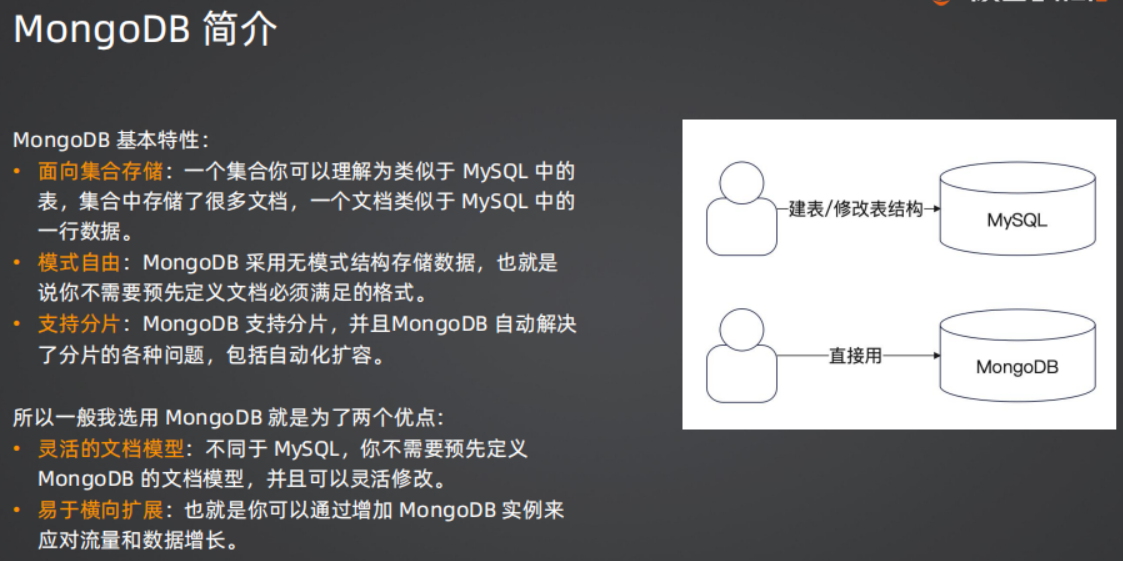 MongoDB 简介
MongoDB 基本特性：
• 面向集合存储：一个集合你可以理解为类似于 MySQL 中的
表，集合中存储了很多文档，一个文档类似于 MySQL 中的
一行数据。
• 模式自由：MongoDB 采用无模式结构存储数据，也就是
说你不需要预先定义文档必须满足的格式。
• 支持分片：MongoDB 支持分片，并且MongoDB 自动解决
了分片的各种问题，包括自动化扩容。
所以一般我选用 MongoDB 就是为了两个优点：
• 灵活的文档模型：不同于 MySQL，你不需要预先定义
MongoDB 的文档模型，并且可以灵活修改。
• 易于横向扩展：也就是你可以通过增加 MongoDB 实例来
应对流量和数据增长。
建表/修改表结构
MySQL
直接用
MongoDB